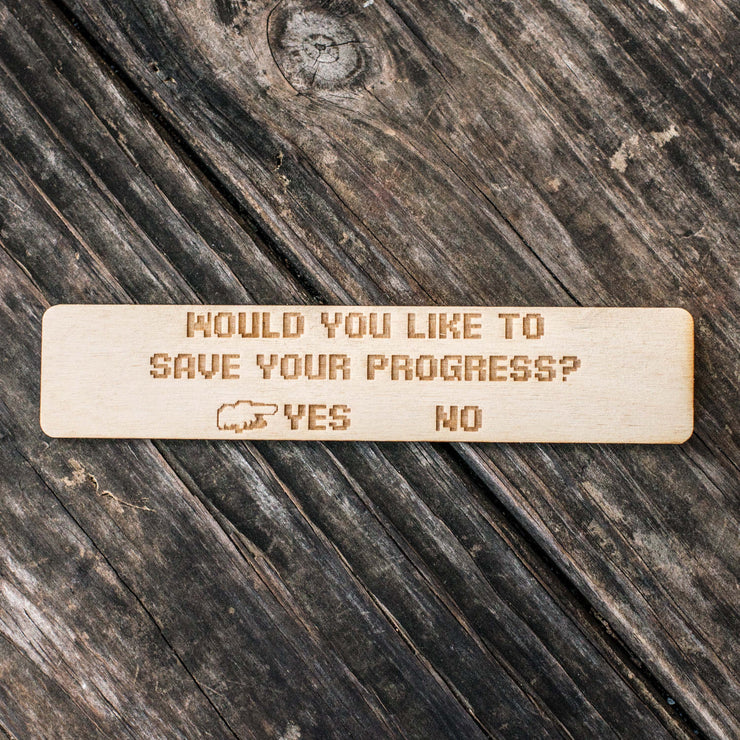 WOULD YOU LIKE TO
SAVE YOUR PROGRESS?
YES NO